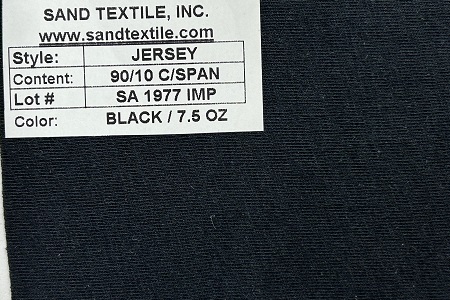 SAND TEXTILE, INC.
www.sandtextile.com
Style: JERSEY
Content: 90/10 C/SPAN
Lot # SA 1977 IMP
Color: BLACK / 7.5 OZ